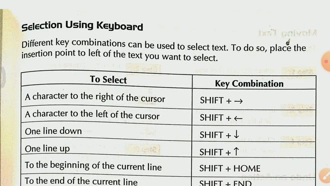 Selection Using Keyboard
Different key combinations can be used to select text. To do so, place the
insertion point to left of the text you want to select.
To Select Key Combination
A character to the right of the cursor SHIFT + →
A character to the left of the cursor SHIFT + ←
One line down SHIFT + ↓
One line up SHIFT + ↑
To the beginning of the current line SHIFT + HOME
To the end of the current line SHIFT + END